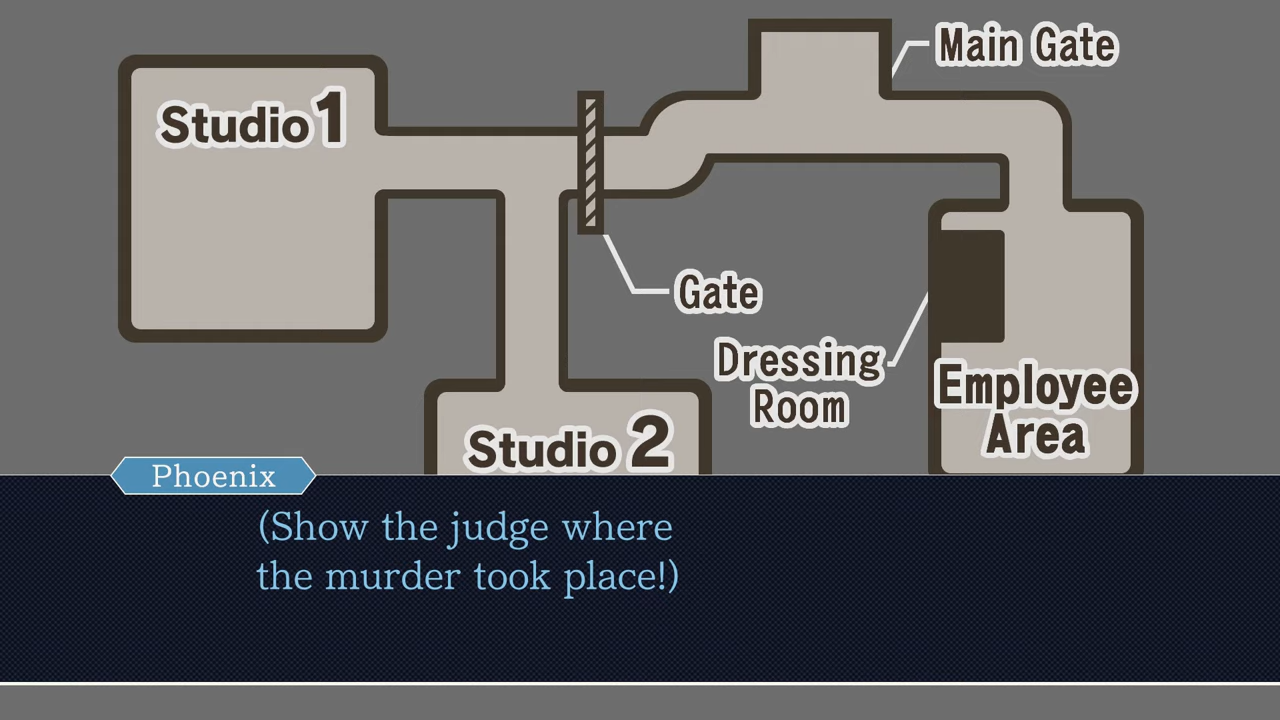 Main Gate
Studio 1
Gate
Dressing
Room
Employee
Area
Studio 2
Phoenix
(Show the judge where
the murder took place!)